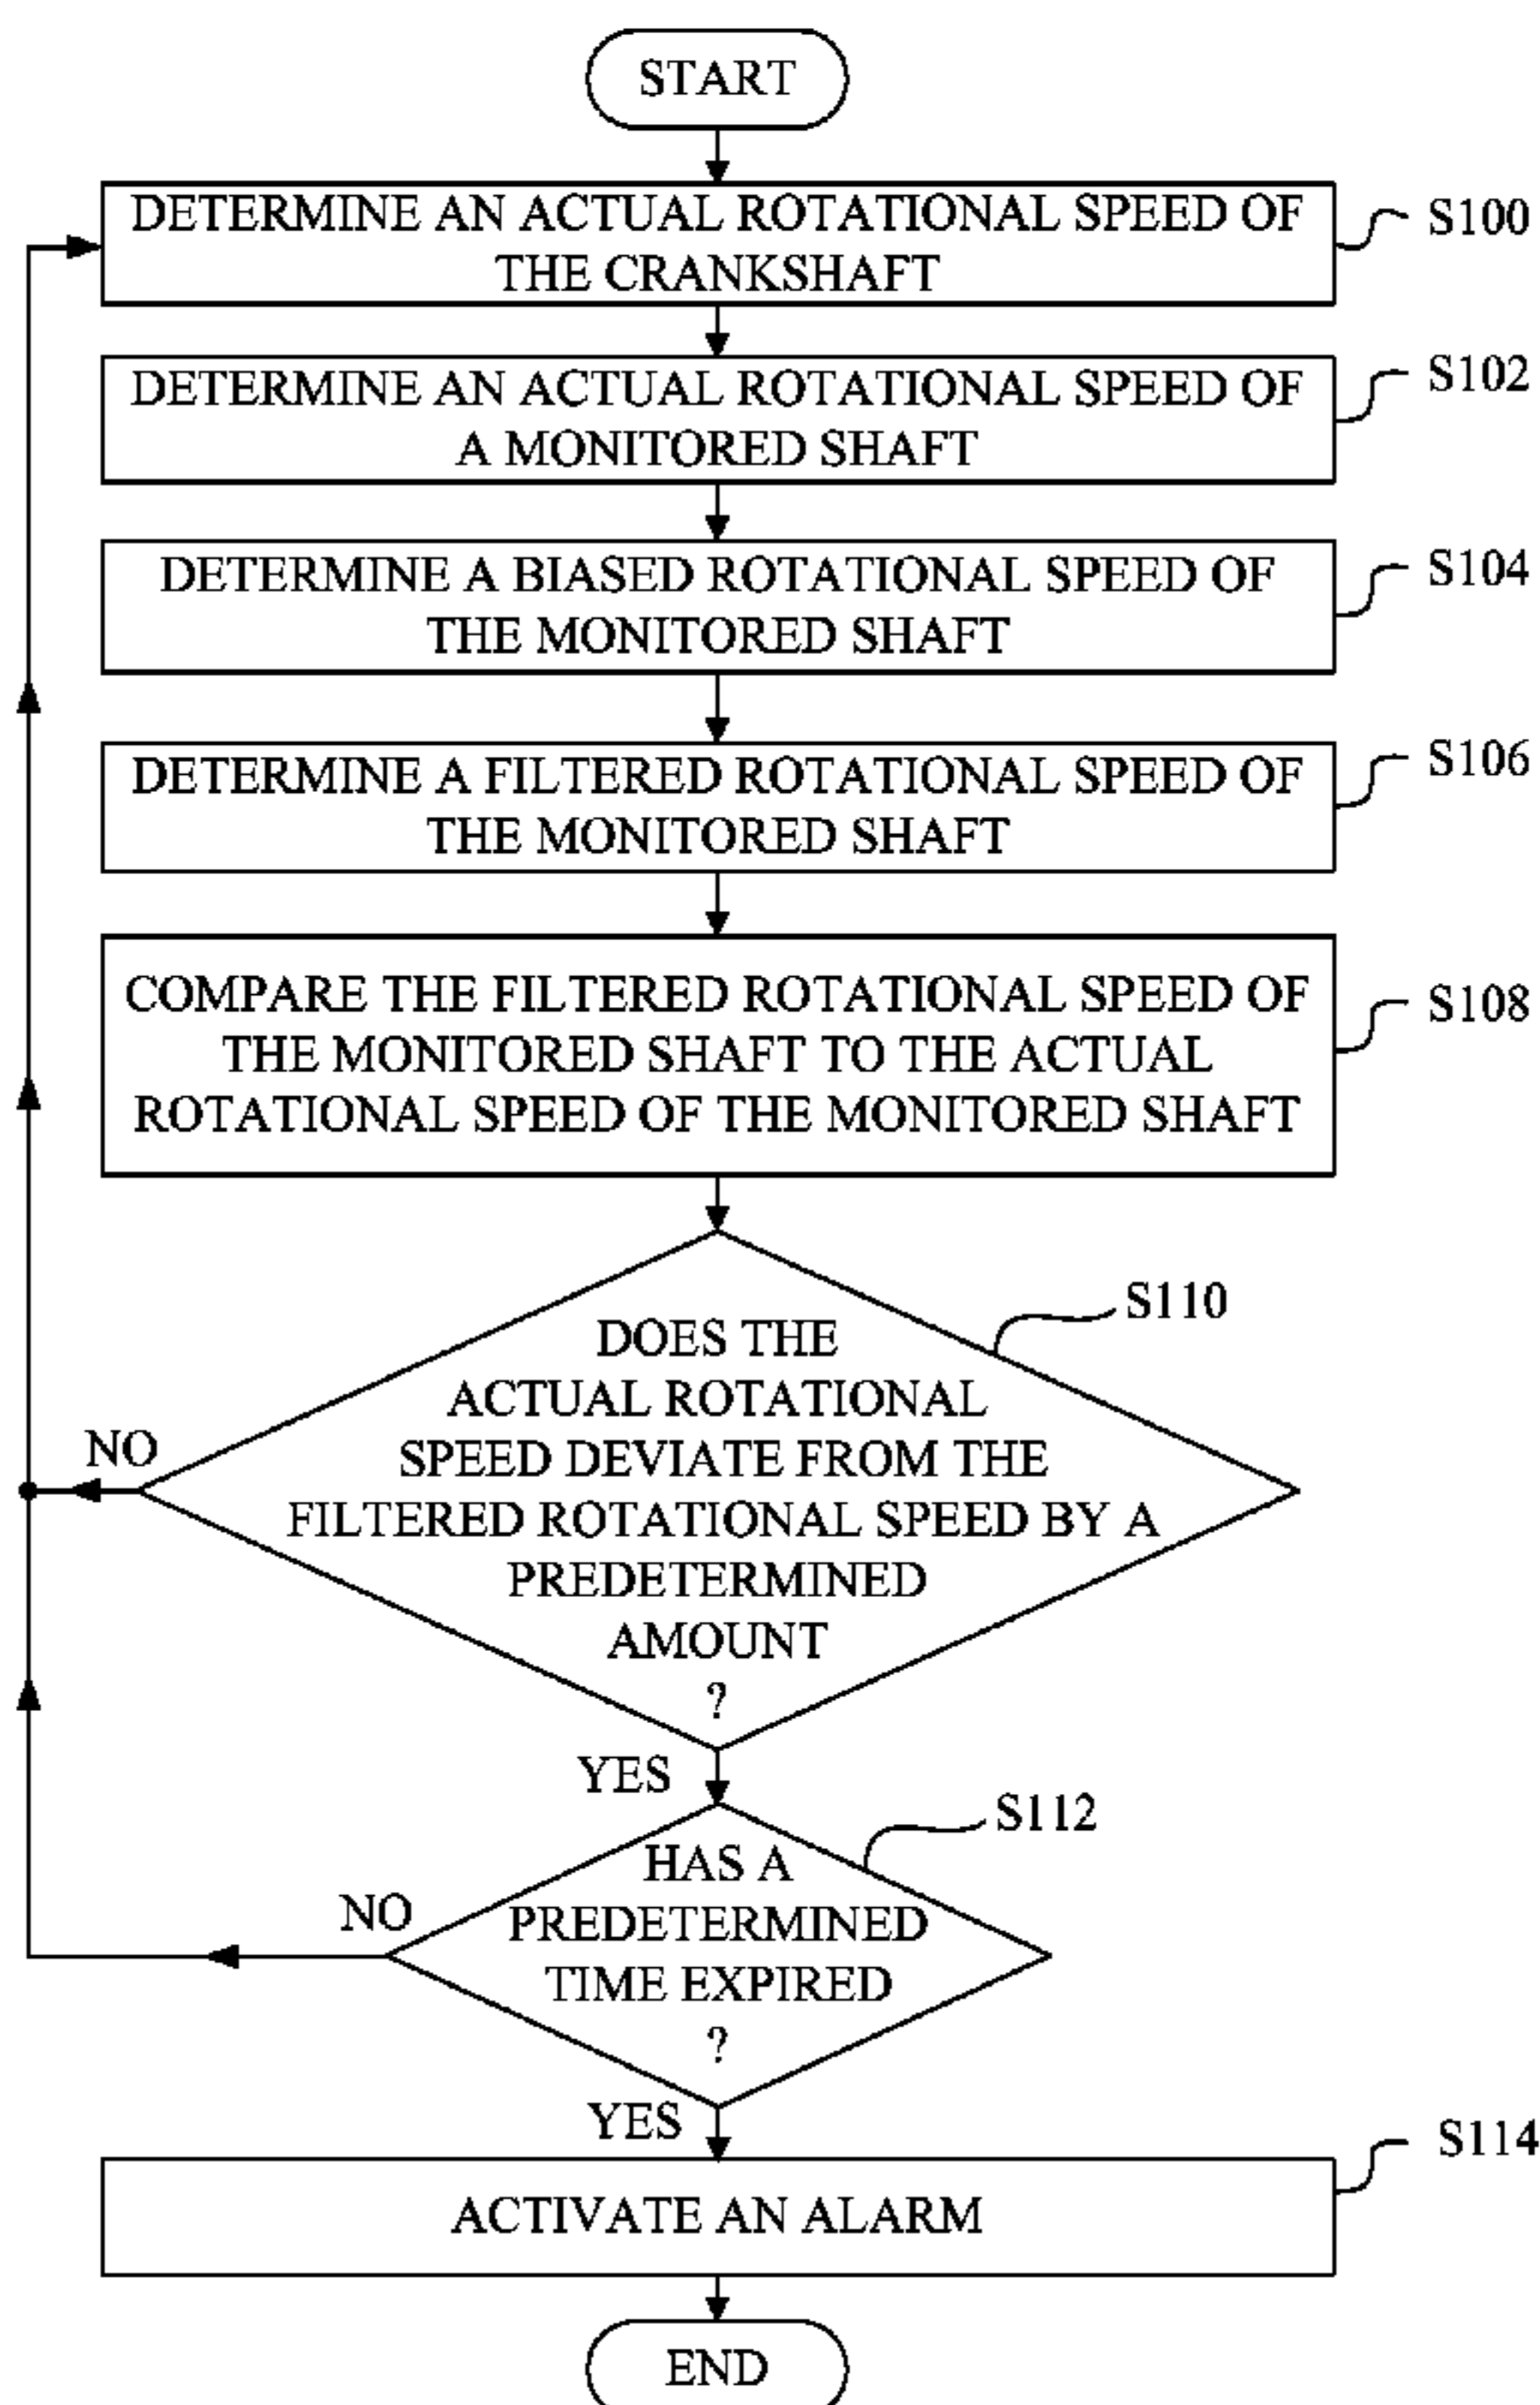 START
DETERMINE AN ACTUAL ROTATIONAL SPEED OF
THE CRANKSHAFT
S100
DETERMINE AN ACTUAL ROTATIONAL SPEED OF
A MONITORED SHAFT
S102
DETERMINE A BIASED ROTATIONAL SPEED OF
THE MONITORED SHAFT
S104
DETERMINE A FILTERED ROTATIONAL SPEED OF
THE MONITORED SHAFT
S106
COMPARE THE FILTERED ROTATIONAL SPEED OF
THE MONITORED SHAFT TO THE ACTUAL
ROTATIONAL SPEED OF THE MONITORED SHAFT
S108
DOES THE
ACTUAL ROTATIONAL
SPEED DEVIATE FROM THE
FILTERED ROTATIONAL SPEED BY A
PREDETERMINED
AMOUNT
?
S110
NO
YES
HAS A
PREDETERMINED
TIME EXPIRED
?
S112
NO
YES
ACTIVATE AN ALARM
S114
END